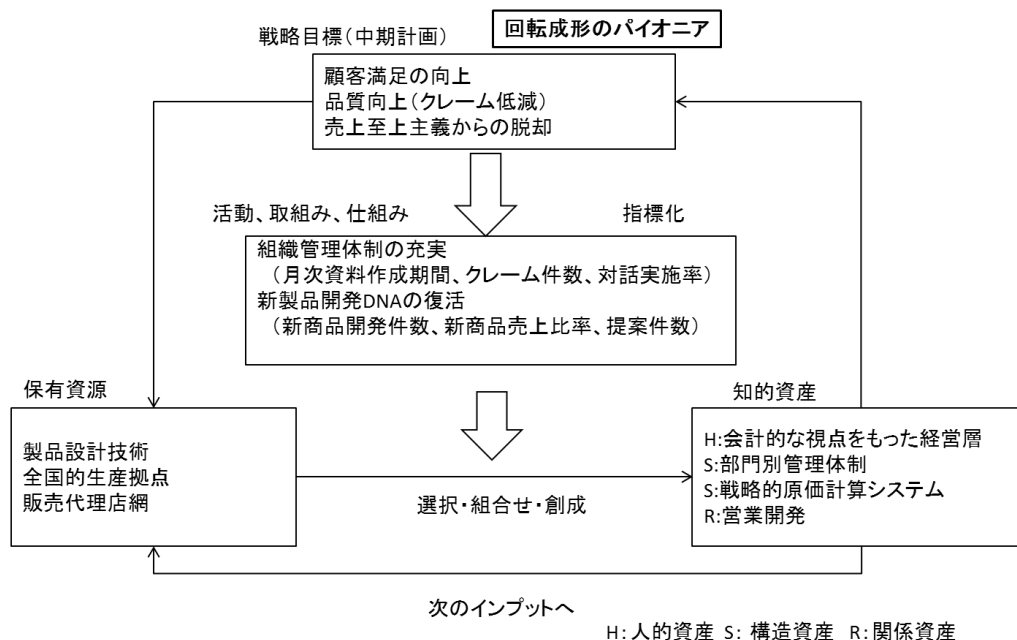 回転成形のパイオニア
戦略目標(中期計画)
顧客満足の向上
品質向上(クレーム低減)
売上至上主義からの脱却
活動、取組み、仕組み
指標化
組織管理体制の充実
(月次資料作成期間、クレーム件数、対話実施率)
新製品開発DNAの復活
(新商品開発件数、新商品売上比率、提案件数)
保有資源
製品設計技術
全国的生産拠点
販売代理店網
選択・組合せ・創成
知的資産
H:会計的な視点をもった経営層
S:部門別管理体制
S:戦略的原価計算システム
R:営業開発
次のインプットへ
H:人的資産 S: 構造資産 R:関係資産